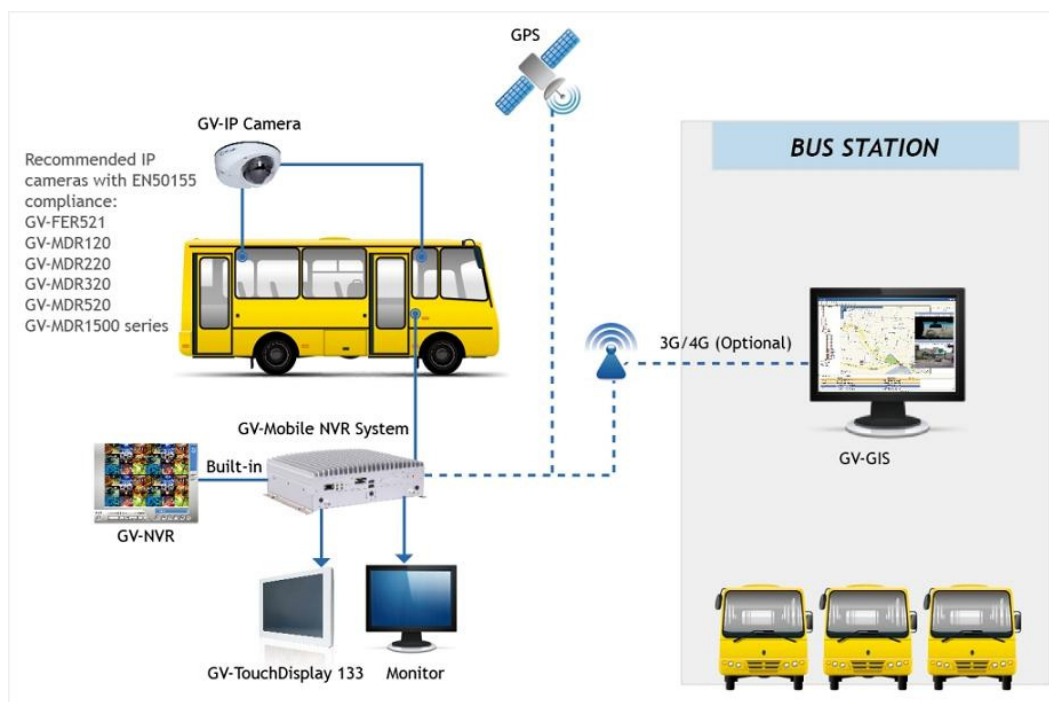 GPS
GV-IP Camera
Recommended IP
cameras with EN50155
compliance:
GV-FER521
GV-MDR120
GV-MDR220
GV-MDR320
GV-MDR520
GV-MDR1500 series
BUS STATION
3G/4G (Optional)
GV-GIS
GV-Mobile NVR System
Built-in
GV-NVR
GV-TouchDisplay 133
Monitor